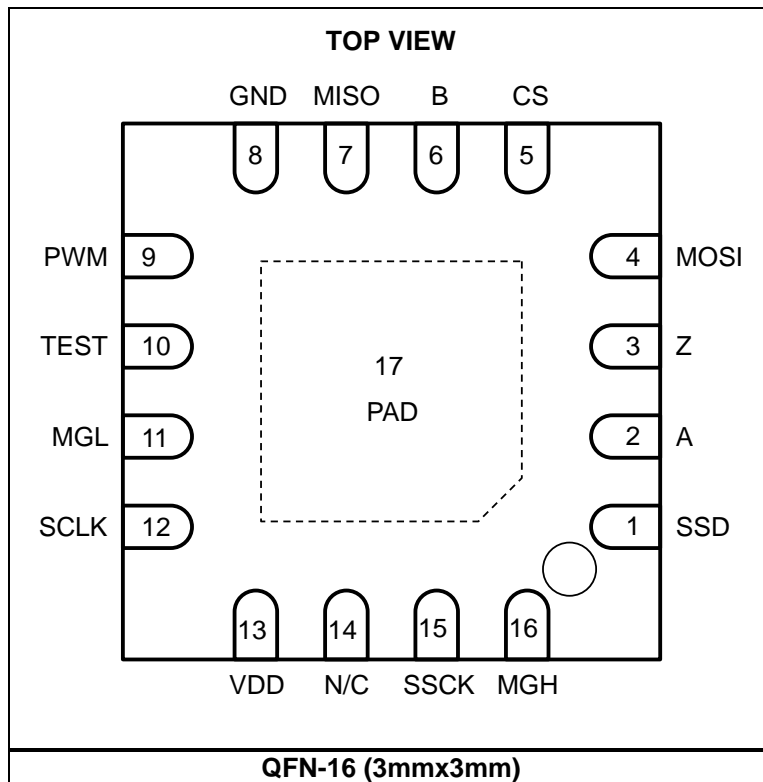 TOP VIEW
GND MISO B CS
8 7 6 5
PWM 9 4 MOSI
TEST 10 3 Z
17
PAD
MGL 11 2 A
SCLK 12 1 SSD
13 14 15 16
VDD N/C SSCK MGH
QFN-16 (3mmx3mm)